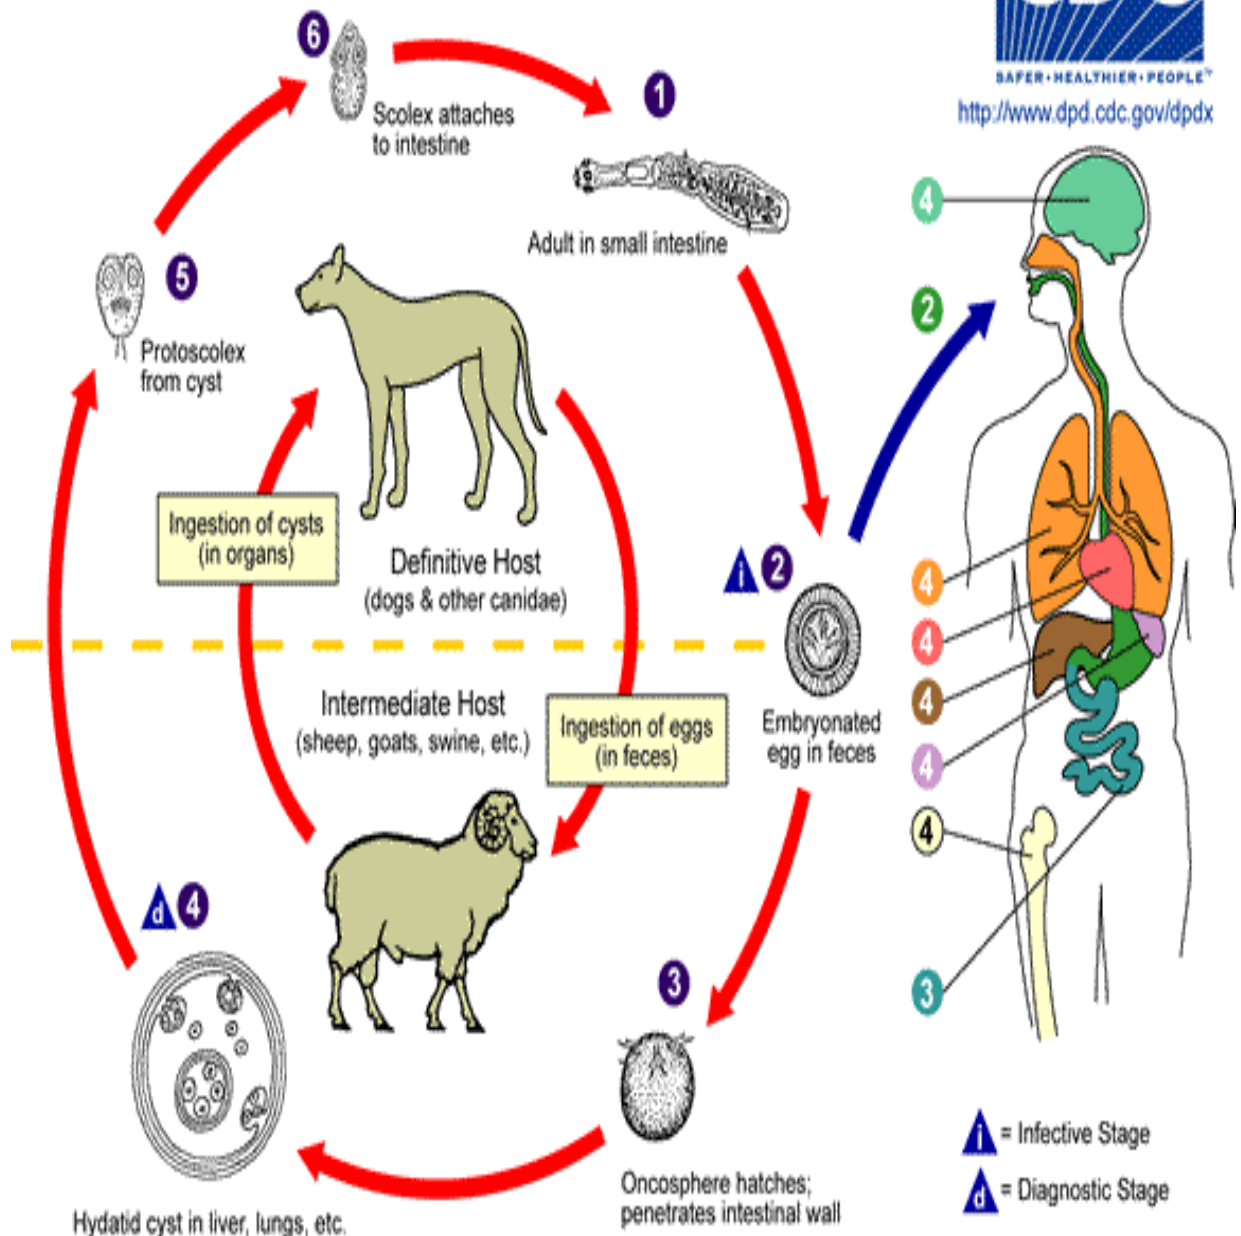 SAFER•HEALTHIER•PEOPLE™
http://www.dpd.cdc.gov/dpdx
6
Scolex attaches
to intestine
1
Adult in small intestine
5
Protoscolex
from cyst
4
2
Ingestion of cysts
(in organs)
Definitive Host
(dogs & other canidae)
i 2
Embryonated
egg in feces
Intermediate Host
(sheep, goats, swine, etc.)
Ingestion of eggs
(in feces)
4
4
4
4
4
3
d 4
Hydatid cyst in liver, lungs, etc.
3
Oncosphere hatches;
penetrates intestinal wall
i = Infective Stage
d = Diagnostic Stage